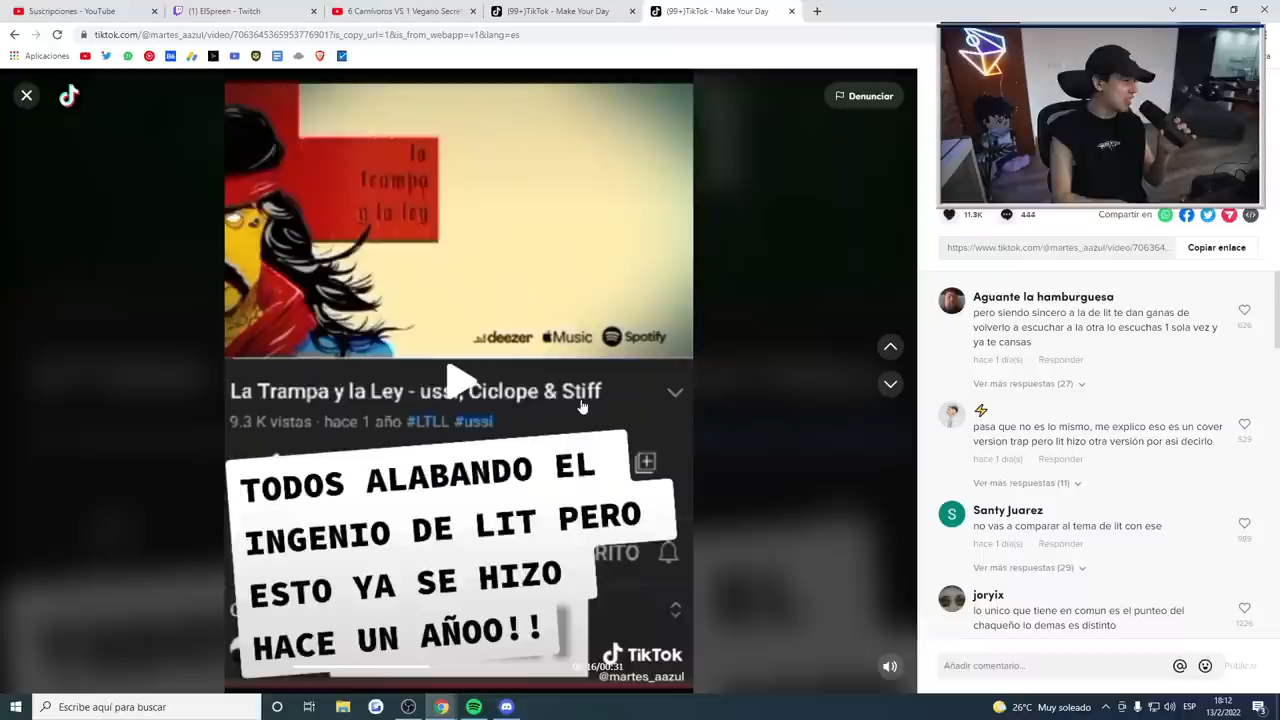 Suscripciones - YouTube
(1) ElSpreen - Twitch
6 Carnívoros VS 1 Vegano Secre
(99+)TikTok - Make Your Day
(99+)TikTok - Make Your Day
tiktok.com/@martes_aazul/video/7063645365953776901?is_copy_url=1&is_from_webapp=v1&lang=es
Aplicaciones
Denunciar
la
trampa
y la ley
deezer
Music
Spotify
La Trampa y la Ley - ussi, Ciclope & Stiff
9.3 K vistas · hace 1 año #LTLL #ussi
TODOS ALABANDO EL
INGENIO DE LIT PERO
ESTO YA SE HIZO
HACE UN AÑOO!!
RITO
TikTok
@martes_aazul
11.3K
444
Compartir en
https://www.tiktok.com/@martes_aazul/video/706364...
Copiar enlace
Aguante la hamburguesa
pero siendo sincero a la de lit te dan ganas de
volverlo a escuchar a la otra lo escuchas 1 sola vez y
ya te cansas
626
hace 1 día(s)
Responder
Ver más respuestas (27)
pasa que no es lo mismo, me explico eso es un cover
version trap pero lit hizo otra versión por asi decirlo
529
hace 1 día(s)
Responder
Ver más respuestas (11)
S
Santy Juarez
no vas a comparar al tema de lit con ese
989
hace 1 día(s)
Responder
Ver más respuestas (29)
joryix
lo unico que tiene en comun es el punteo del
chaqueño lo demas es distinto
1226
Añadir comentario...
Publicar
Escribe aquí para buscar
26°C Muy soleado
ESP
18:12
13/2/2022